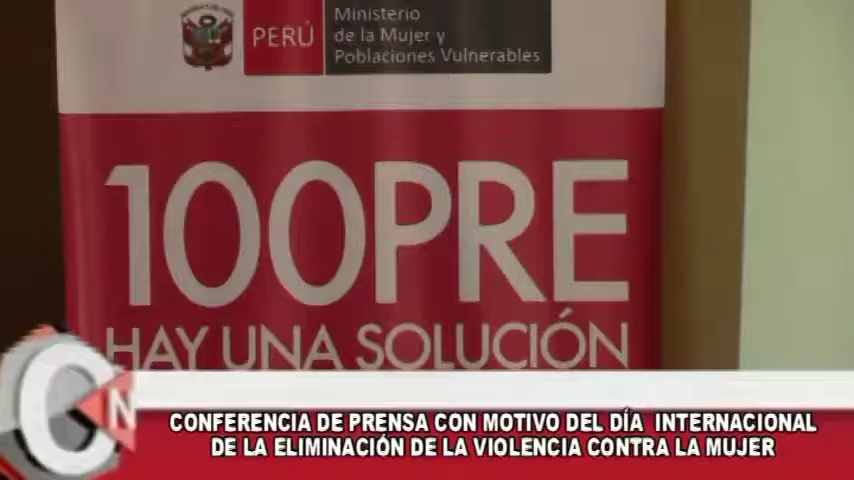 PERÚ
Ministerio
de la Mujer y
Poblaciones Vulnerables
100PRE
HAY UNA SOLUCIÓN
CN
CONFERENCIA DE PRENSA CON MOTIVO DEL DÍA INTERNACIONAL
DE LA ELIMINACIÓN DE LA VIOLENCIA CONTRA LA MUJER